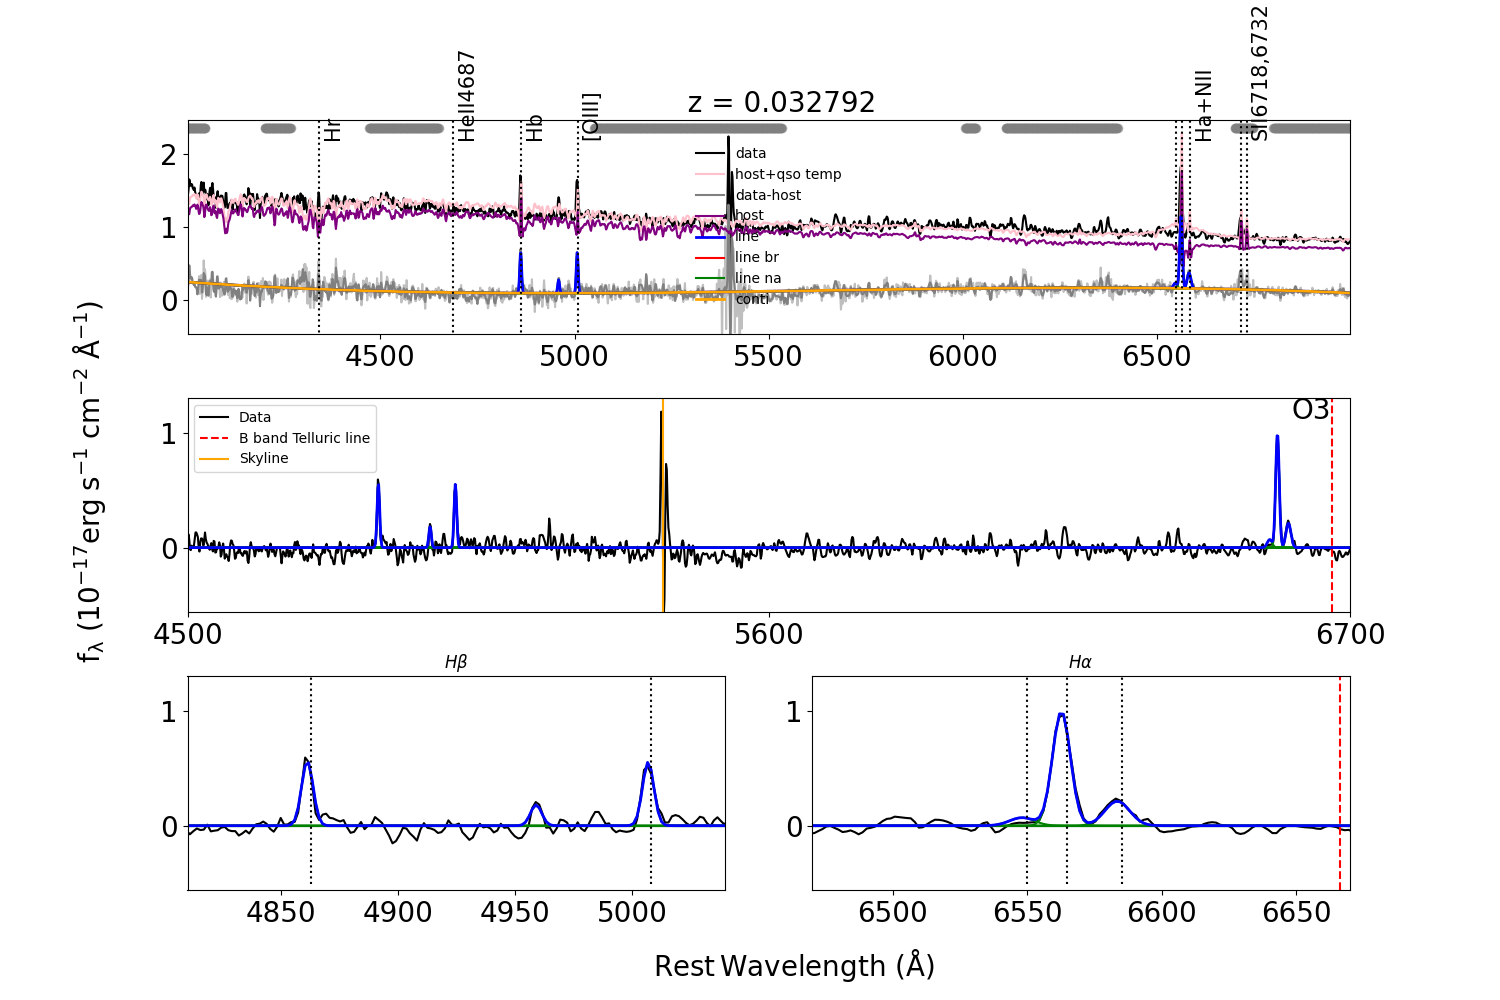 z = 0.032792
Hr
HeII4687
Hb
[OIII]
Ha+NII
SII6718,6732
data
host+qso temp
data-host
host
line
line br
line na
conti
2
1
0
4500 5000 5500 6000 6500
Data
B band Telluric line
Skyline
O3
1
0
4500 5600 6700
fλ (10⁻¹⁷erg s⁻¹ cm⁻² Å⁻¹)
Hβ
1
0
4850 4900 4950 5000
Hα
1
0
6500 6550 6600 6650
Rest Wavelength (Å)